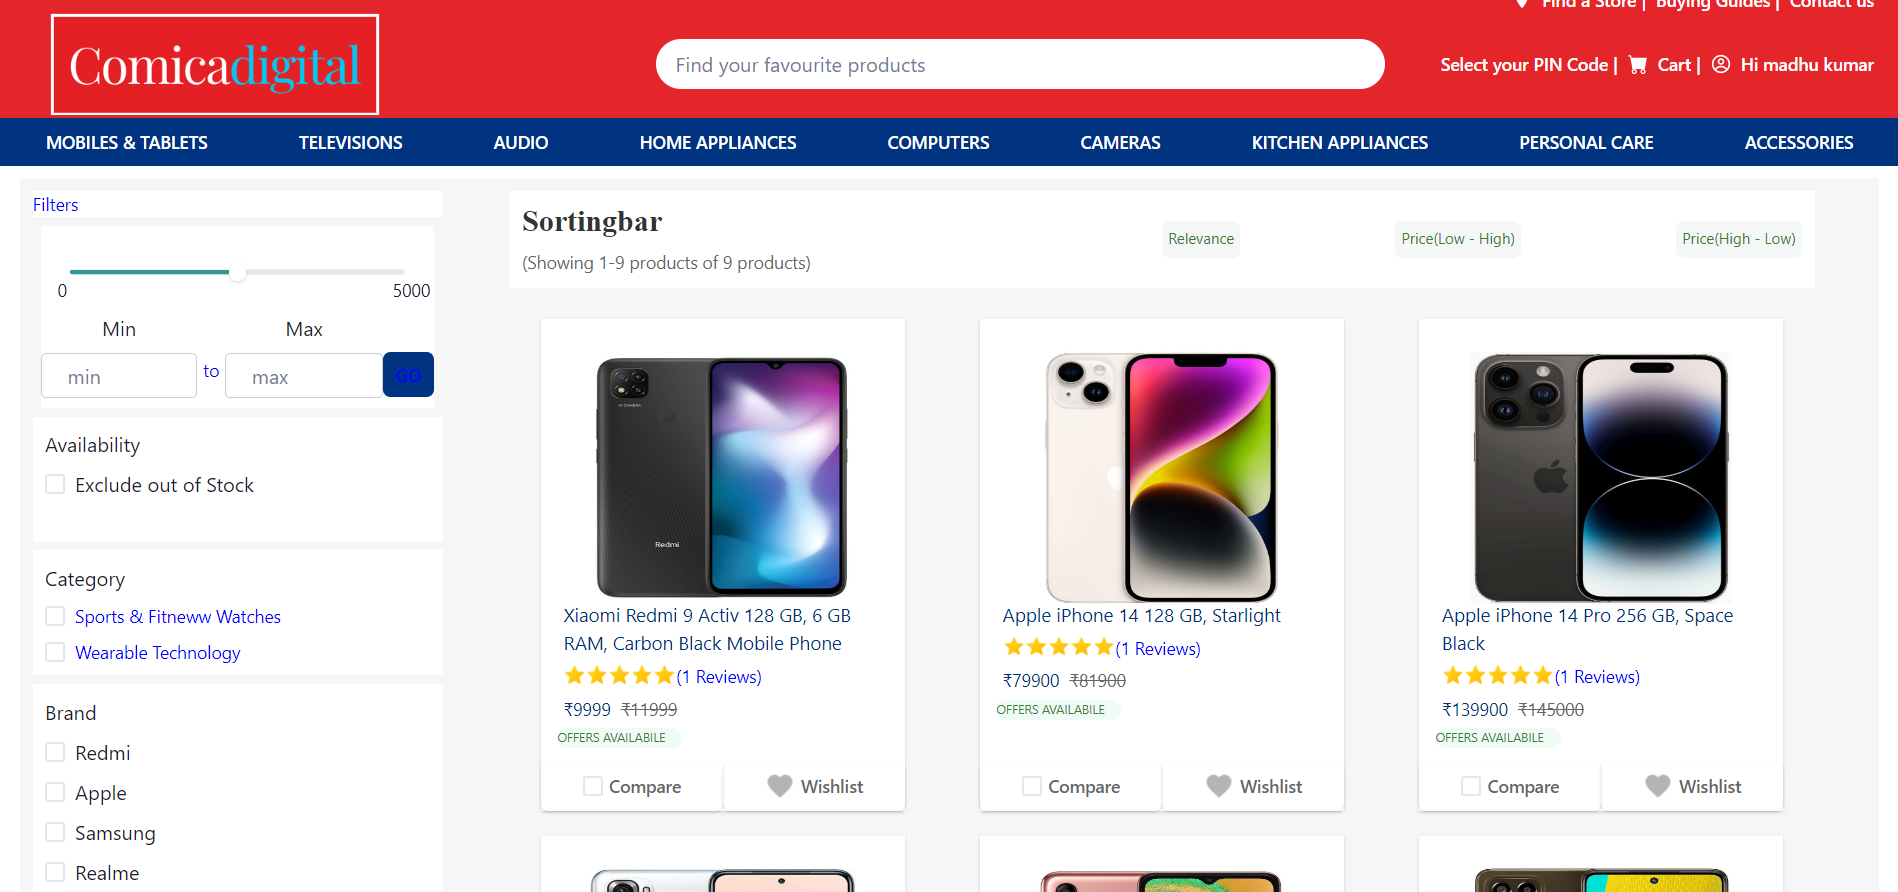 Find a Store | Buying Guides | Contact us
Comicadigital
Find your favourite products
Select your PIN Code | Cart | Hi madhu kumar
MOBILES & TABLETS TELEVISIONS AUDIO HOME APPLIANCES COMPUTERS CAMERAS KITCHEN APPLIANCES PERSONAL CARE ACCESSORIES
Filters
0 5000
Min Max
min to max GO
Availability
Exclude out of Stock
Category
Sports & Fitneww Watches
Wearable Technology
Brand
Redmi
Apple
Samsung
Realme
Sortingbar
(Showing 1-9 products of 9 products)
Relevance Price(Low - High) Price(High - Low)
AI CAMERA
Redmi
Xiaomi Redmi 9 Activ 128 GB, 6 GB
RAM, Carbon Black Mobile Phone
(1 Reviews)
₹9999 ₹11999
OFFERS AVAILABILE
Compare Wishlist
Apple iPhone 14 128 GB, Starlight
(1 Reviews)
₹79900 ₹81900
OFFERS AVAILABILE
Compare Wishlist
Apple iPhone 14 Pro 256 GB, Space
Black
(1 Reviews)
₹139900 ₹145000
OFFERS AVAILABILE
Compare Wishlist